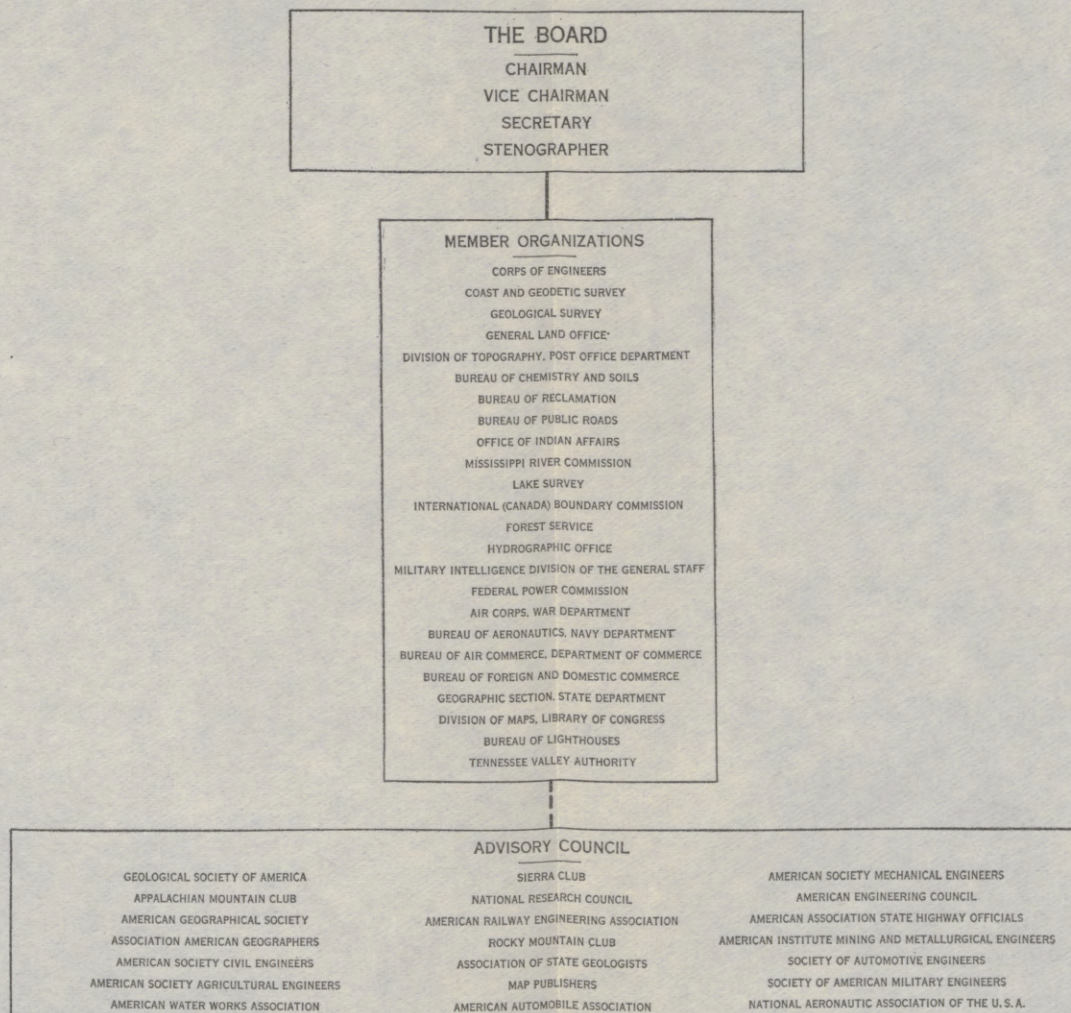 THE BOARD
CHAIRMAN
VICE CHAIRMAN
SECRETARY
STENOGRAPHER
MEMBER ORGANIZATIONS
CORPS OF ENGINEERS
COAST AND GEODETIC SURVEY
GEOLOGICAL SURVEY
GENERAL LAND OFFICE
DIVISION OF TOPOGRAPHY, POST OFFICE DEPARTMENT
BUREAU OF CHEMISTRY AND SOILS
BUREAU OF RECLAMATION
BUREAU OF PUBLIC ROADS
OFFICE OF INDIAN AFFAIRS
MISSISSIPPI RIVER COMMISSION
LAKE SURVEY
INTERNATIONAL (CANADA) BOUNDARY COMMISSION
FOREST SERVICE
HYDROGRAPHIC OFFICE
MILITARY INTELLIGENCE DIVISION OF THE GENERAL STAFF
FEDERAL POWER COMMISSION
AIR CORPS, WAR DEPARTMENT
BUREAU OF AERONAUTICS, NAVY DEPARTMENT
BUREAU OF AIR COMMERCE, DEPARTMENT OF COMMERCE
BUREAU OF FOREIGN AND DOMESTIC COMMERCE
GEOGRAPHIC SECTION, STATE DEPARTMENT
DIVISION OF MAPS, LIBRARY OF CONGRESS
BUREAU OF LIGHTHOUSES
TENNESSEE VALLEY AUTHORITY
ADVISORY COUNCIL
GEOLOGICAL SOCIETY OF AMERICA
APPALACHIAN MOUNTAIN CLUB
AMERICAN GEOGRAPHICAL SOCIETY
ASSOCIATION AMERICAN GEOGRAPHERS
AMERICAN SOCIETY CIVIL ENGINEERS
AMERICAN SOCIETY AGRICULTURAL ENGINEERS
AMERICAN WATER WORKS ASSOCIATION
SIERRA CLUB
NATIONAL RESEARCH COUNCIL
AMERICAN RAILWAY ENGINEERING ASSOCIATION
ROCKY MOUNTAIN CLUB
ASSOCIATION OF STATE GEOLOGISTS
MAP PUBLISHERS
AMERICAN AUTOMOBILE ASSOCIATION
AMERICAN SOCIETY MECHANICAL ENGINEERS
AMERICAN ENGINEERING COUNCIL
AMERICAN ASSOCIATION STATE HIGHWAY OFFICIALS
AMERICAN INSTITUTE MINING AND METALLURGICAL ENGINEERS
SOCIETY OF AUTOMOTIVE ENGINEERS
SOCIETY OF AMERICAN MILITARY ENGINEERS
NATIONAL AERONAUTIC ASSOCIATION OF THE U. S. A.